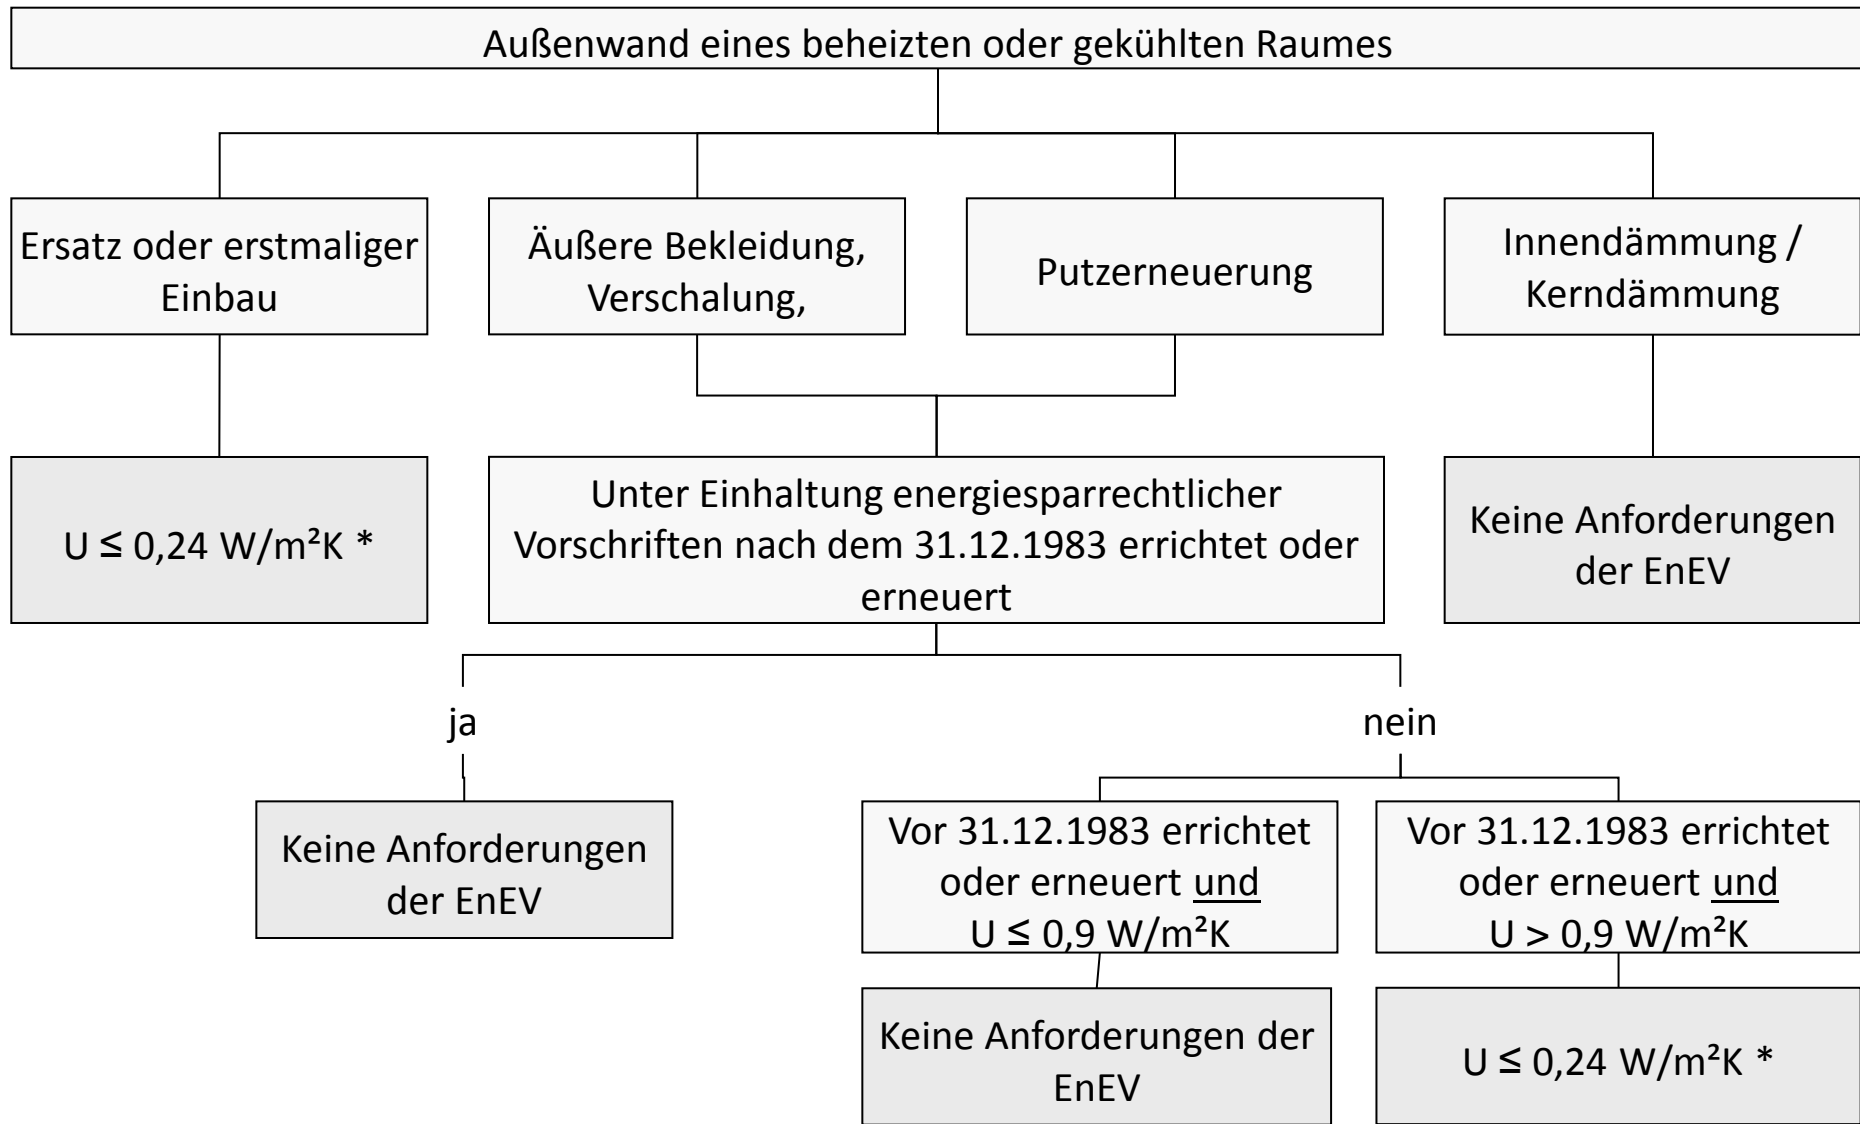 Außenwand eines beheizten oder gekühlten Raumes
Ersatz oder erstmaliger
Einbau
Äußere Bekleidung,
Verschalung,
Putzerneuerung
Innendämmung /
Kerndämmung
U ≤ 0,24 W/m²K *
Unter Einhaltung energiesparrechtlicher
Vorschriften nach dem 31.12.1983 errichtet oder
erneuert
Keine Anforderungen
der EnEV
ja
nein
Keine Anforderungen
der EnEV
Vor 31.12.1983 errichtet
oder erneuert und
U ≤ 0,9 W/m²K
Vor 31.12.1983 errichtet
oder erneuert und
U > 0,9 W/m²K
Keine Anforderungen der
EnEV
U ≤ 0,24 W/m²K *